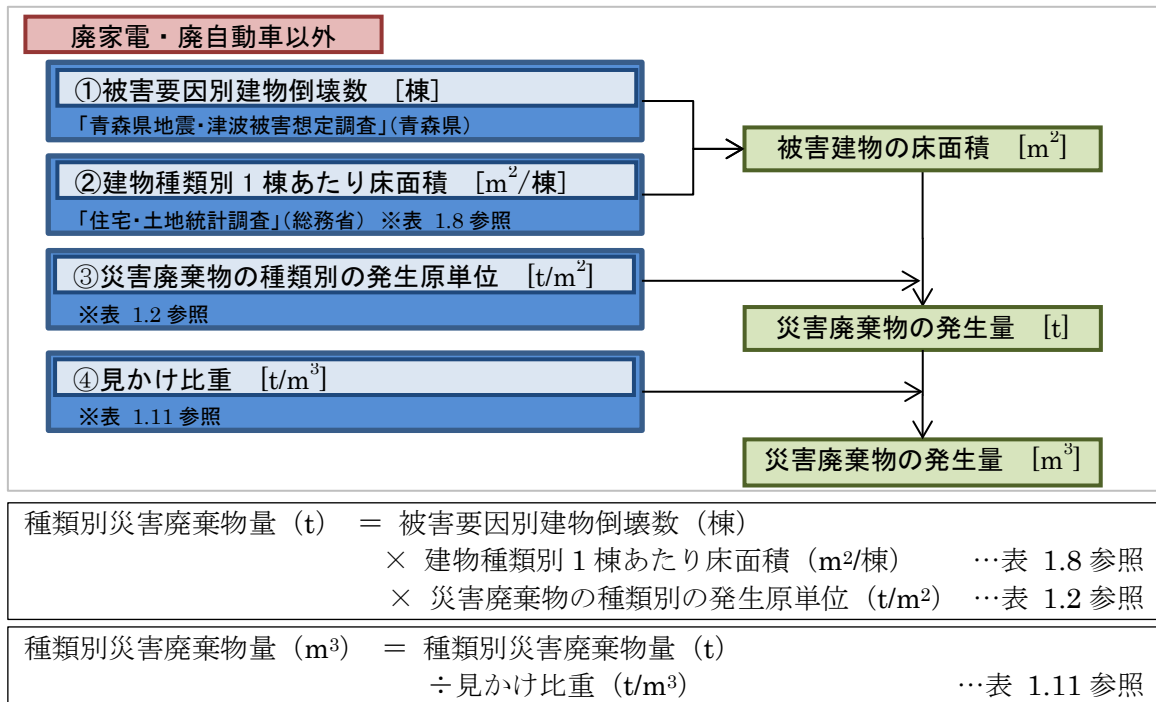 廃家電・廃自動車以外
①被害要因別建物倒壊数 [棟]
「青森県地震・津波被害想定調査」(青森県)
②建物種類別1棟あたり床面積 [m²/棟]
「住宅・土地統計調査」(総務省) ※表 1.8 参照
③災害廃棄物の種類別の発生原単位 [t/m²]
※表 1.2 参照
④見かけ比重 [t/m³]
※表 1.11 参照
被害建物の床面積 [m²]
災害廃棄物の発生量 [t]
災害廃棄物の発生量 [m³]
種類別災害廃棄物量（t） ＝ 被害要因別建物倒壊数（棟）
× 建物種類別1棟あたり床面積（m²/棟） …表 1.8 参照
× 災害廃棄物の種類別の発生原単位（t/m²） …表 1.2 参照
種類別災害廃棄物量（m³） ＝ 種類別災害廃棄物量（t）
÷見かけ比重（t/m³） …表 1.11 参照